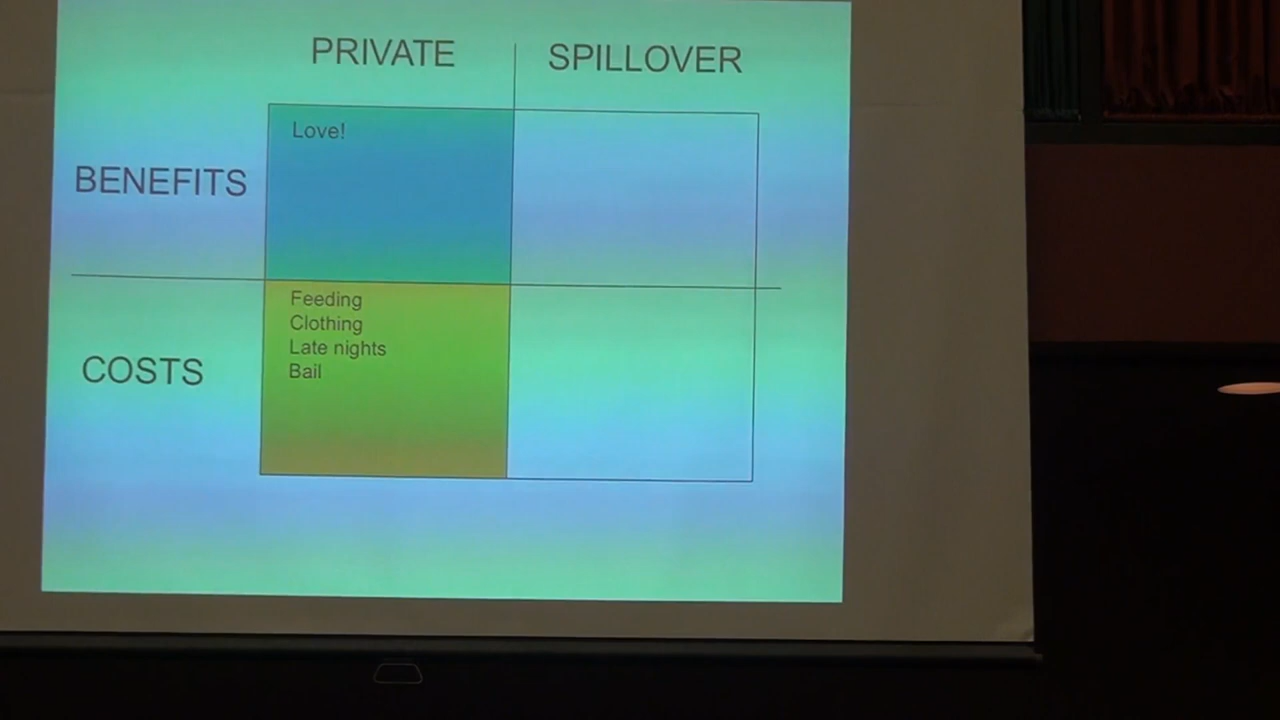 PRIVATE
SPILLOVER
BENEFITS
Love!
COSTS
Feeding
Clothing
Late nights
Bail